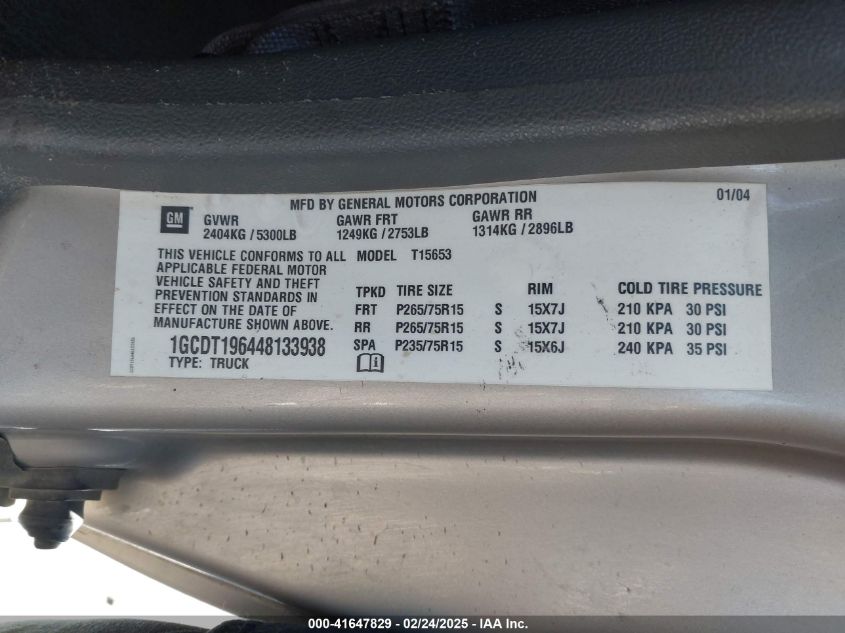 MFD BY GENERAL MOTORS CORPORATION 01/04
GM
GVWR GAWR FRT GAWR RR
2404KG / 5300LB 1249KG / 2753LB 1314KG / 2896LB
THIS VEHICLE CONFORMS TO ALL MODEL T15653
APPLICABLE FEDERAL MOTOR
VEHICLE SAFETY AND THEFT
PREVENTION STANDARDS IN
EFFECT ON THE DATE OF
MANUFACTURE SHOWN ABOVE.
1GCDT196448133938
TYPE: TRUCK
TPKD TIRE SIZE RIM COLD TIRE PRESSURE
FRT P265/75R15 S 15X7J 210 KPA 30 PSI
RR P265/75R15 S 15X7J 210 KPA 30 PSI
SPA P235/75R15 S 15X6J 240 KPA 35 PSI
000-41647829 - 02/24/2025 - IAA Inc.